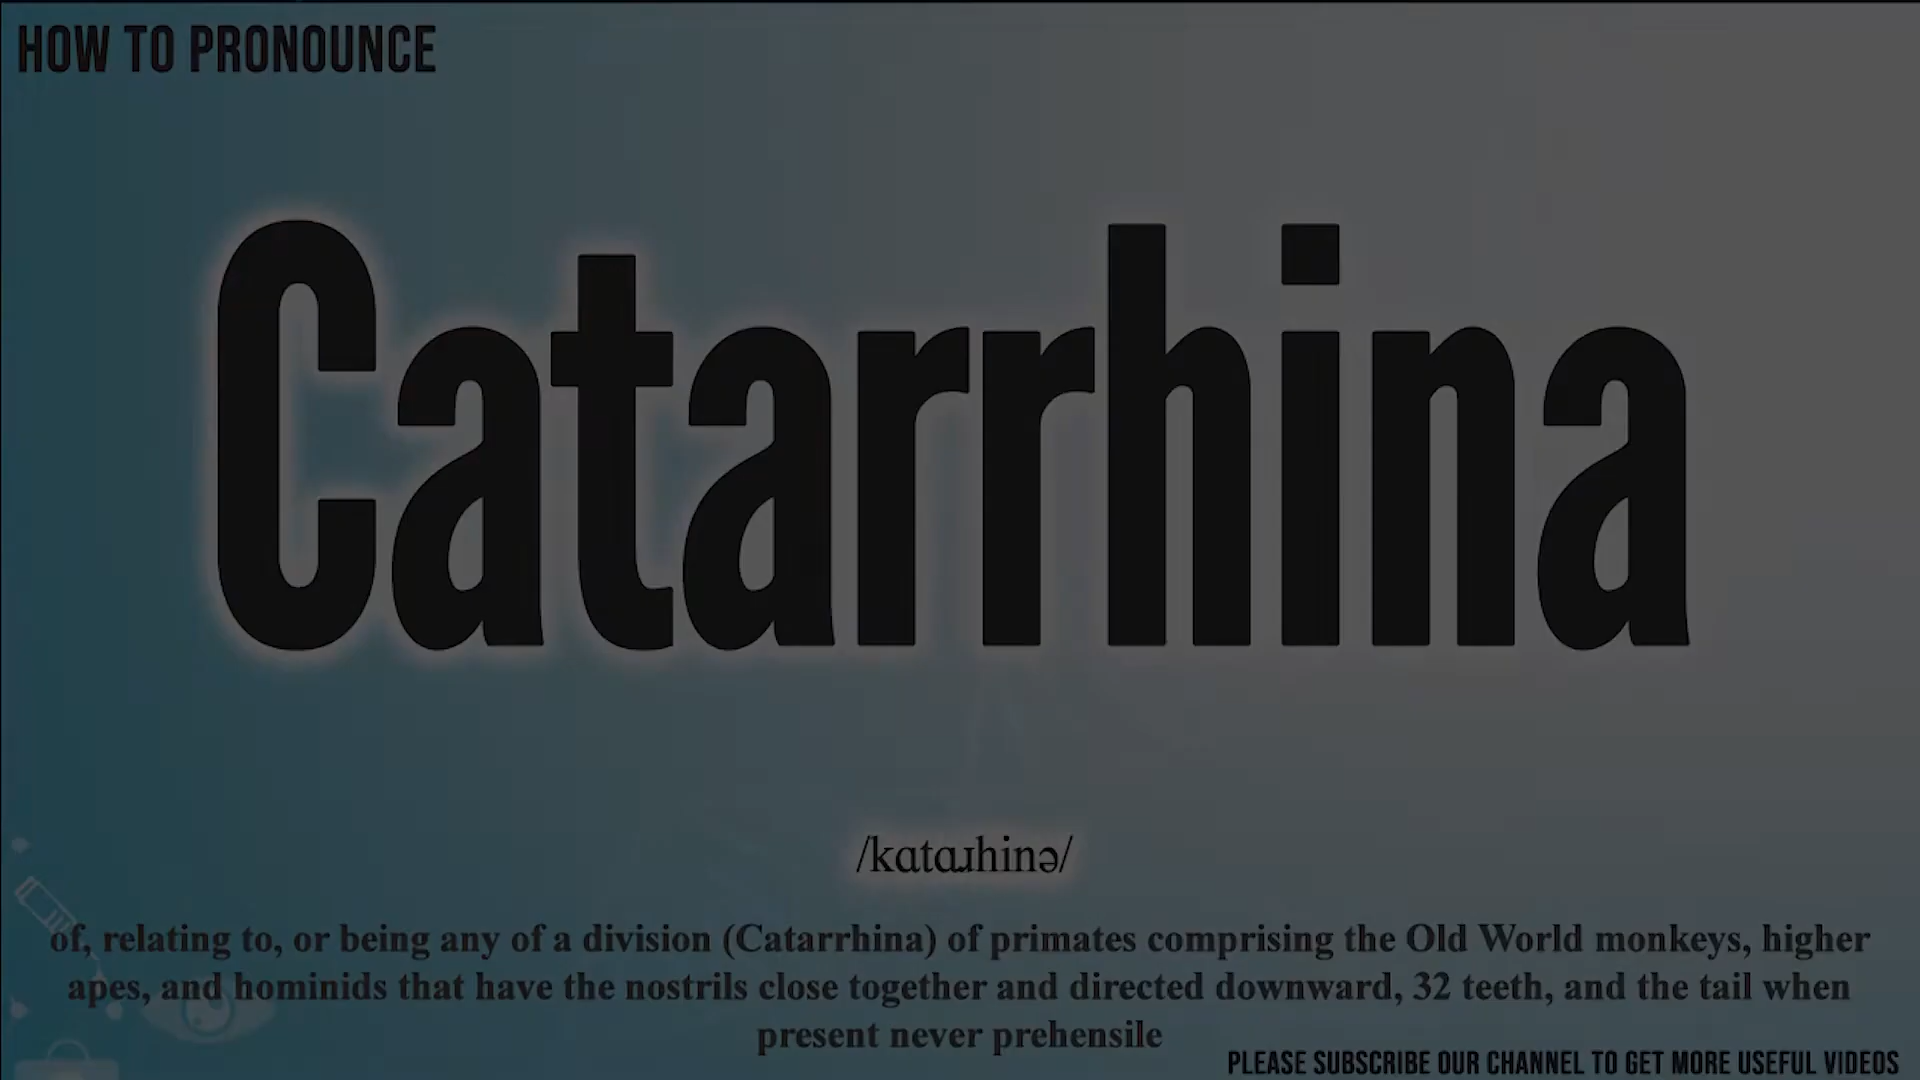 HOW TO PRONOUNCE
Catarrhina
/kɑtɑɹhinə/
of, relating to, or being any of a division (Catarrhina) of primates comprising the Old World monkeys, higher
apes, and hominids that have the nostrils close together and directed downward, 32 teeth, and the tail when
present never prehensile
PLEASE SUBSCRIBE OUR CHANNEL TO GET MORE USEFUL VIDEOS